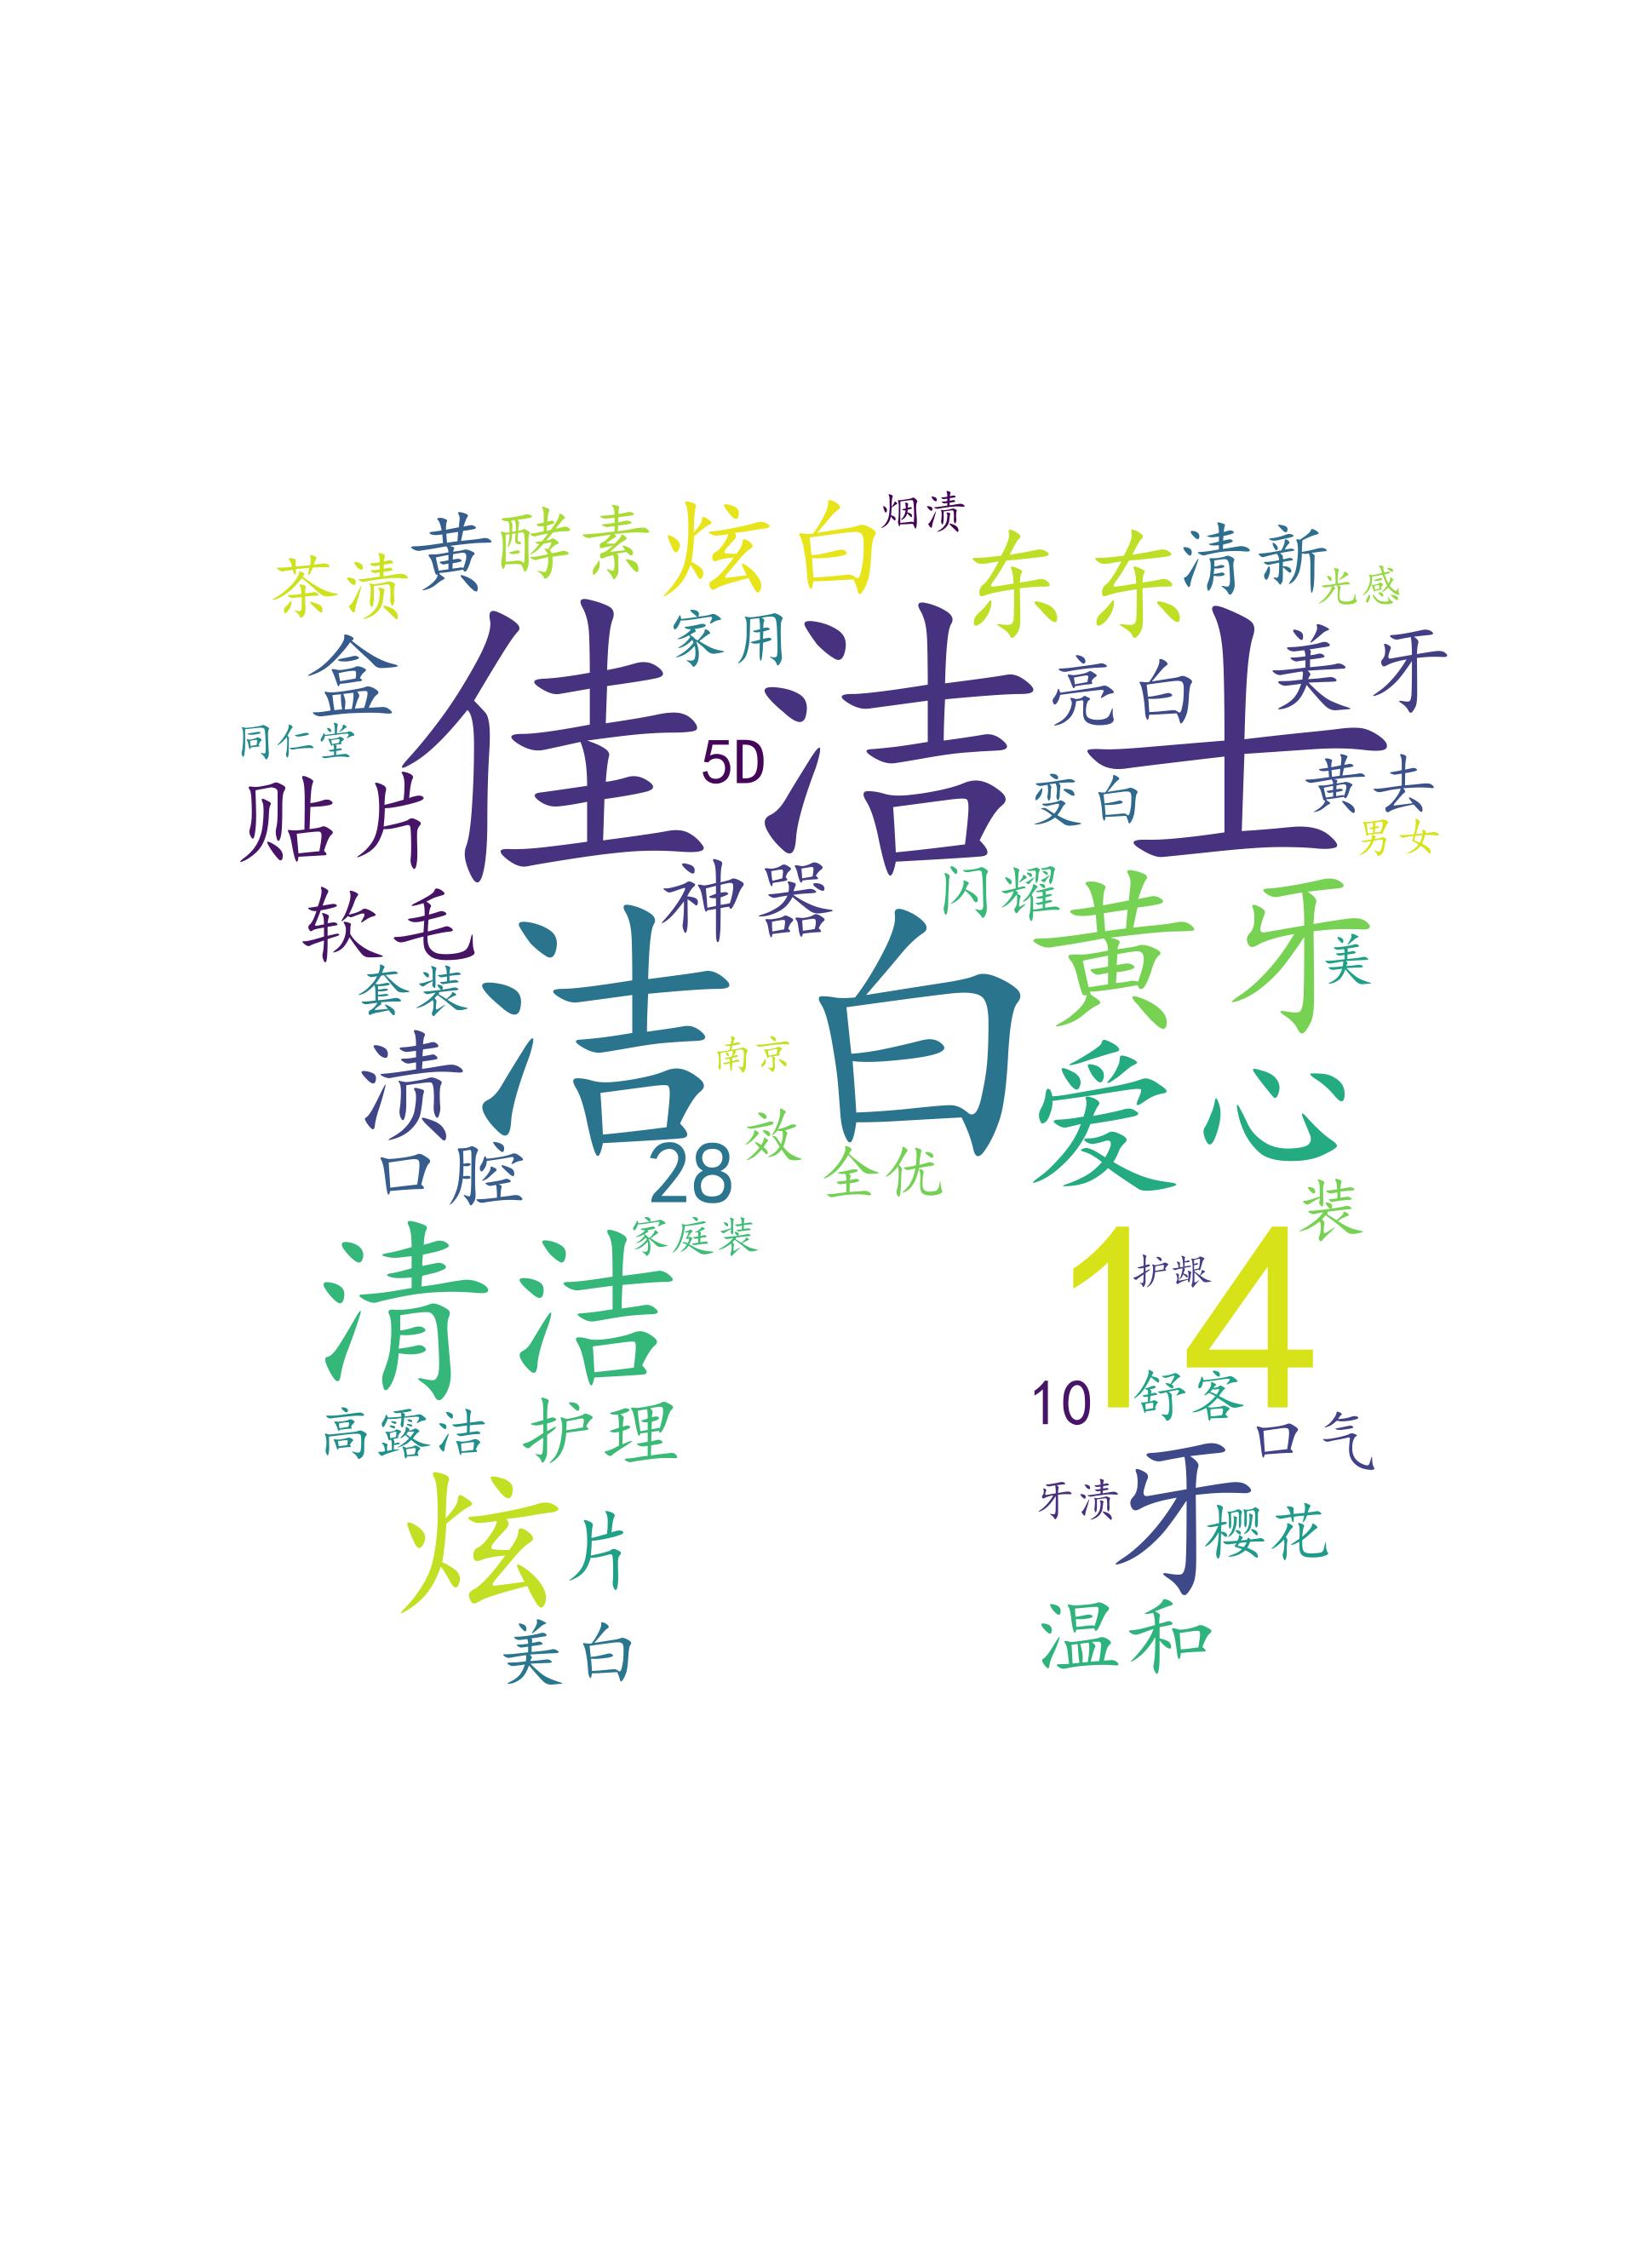 烟渍
黄 酵素 炫白
茶渍 东东 清新 光感
家用
盒 佳洁士 亮白 美牙
同仁堂 5D
贴片 变白 黄去
男女
神器 闪耀
软毛 黄牙
套装 洁白 美
渍 南京 爱心
口腔 28 效 全优
装
家庭装
清洁 14 护龈
10 舒客
高露洁 护理 口气
炫 片 牙渍 牙 樱花
美白 温和